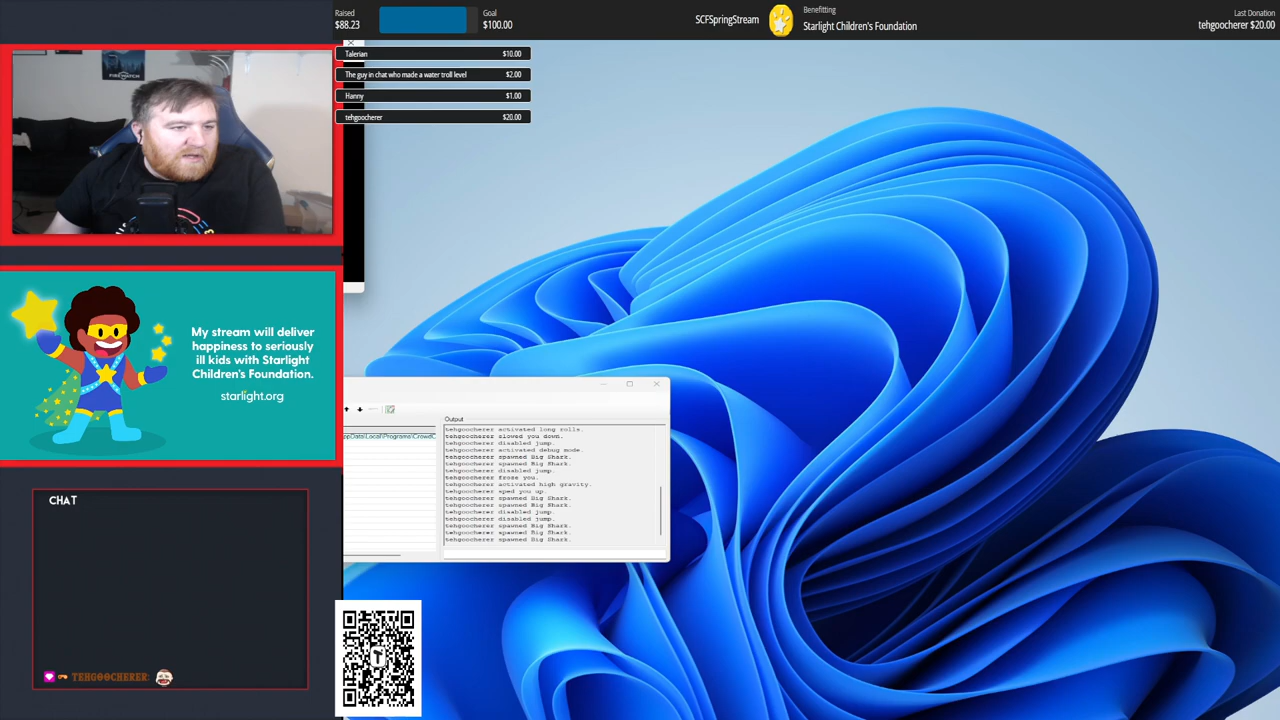 Raised
$88.23
Goal
$100.00
SCFSpringStream
Benefitting
Starlight Children's Foundation
Last Donation
tehgoocherer $20.00
Talerian $10.00
The guy in chat who made a water troll level $2.00
Hanny $1.00
tehgoocherer $20.00
FIREWATCH
My stream will deliver
happiness to seriously
ill kids with Starlight
Children's Foundation.
starlight.org
Output
ppData\Local\Programs\CrowdC
tehgoocherer activated long rolls.
tehgoocherer slowed you down.
tehgoocherer disabled jump.
tehgoocherer activated debug mode.
tehgoocherer spawned Big Shark.
tehgoocherer spawned Big Shark.
tehgoocherer disabled jump.
tehgoocherer froze you.
tehgoocherer activated high gravity.
tehgoocherer sped you up.
tehgoocherer spawned Big Shark.
tehgoocherer spawned Big Shark.
tehgoocherer disabled jump.
tehgoocherer disabled jump.
tehgoocherer spawned Big Shark.
tehgoocherer spawned Big Shark.
tehgoocherer spawned Big Shark.
CHAT
TEHGOOCHERER: